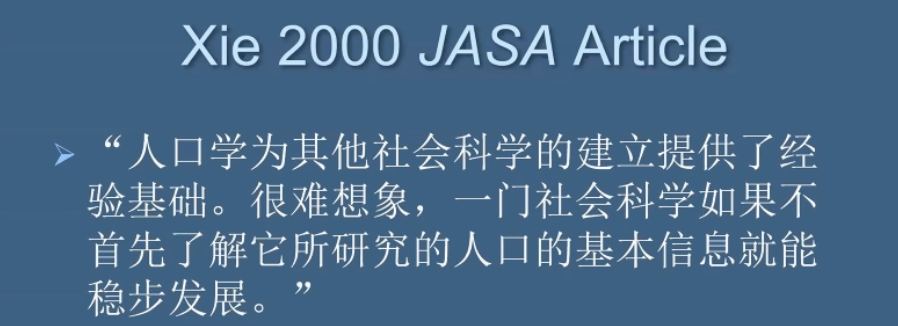 Xie 2000 JASA Article
“人口学为其他社会科学的建立提供了经
验基础。很难想象，一门社会科学如果不
首先了解它所研究的人口的基本信息就能
稳步发展。”